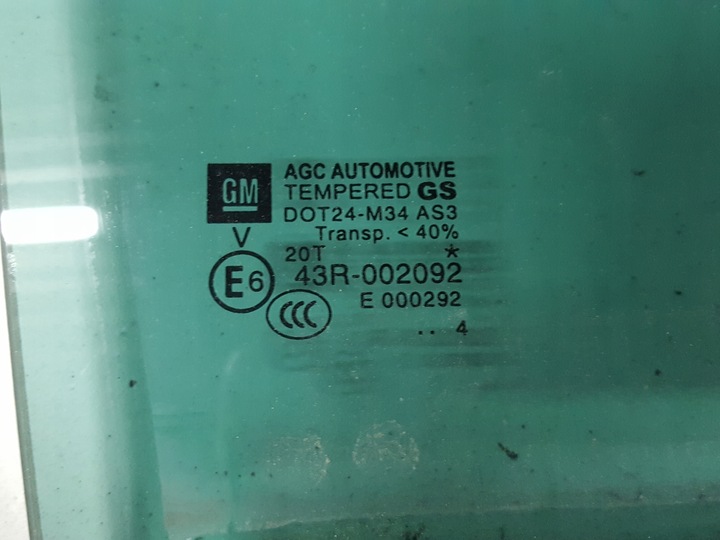 GM
AGC AUTOMOTIVE
TEMPERED GS
DOT24-M34 AS3
V
Transp. < 40%
20T *
E6
43R-002092
E 000292
CCC
.. 4